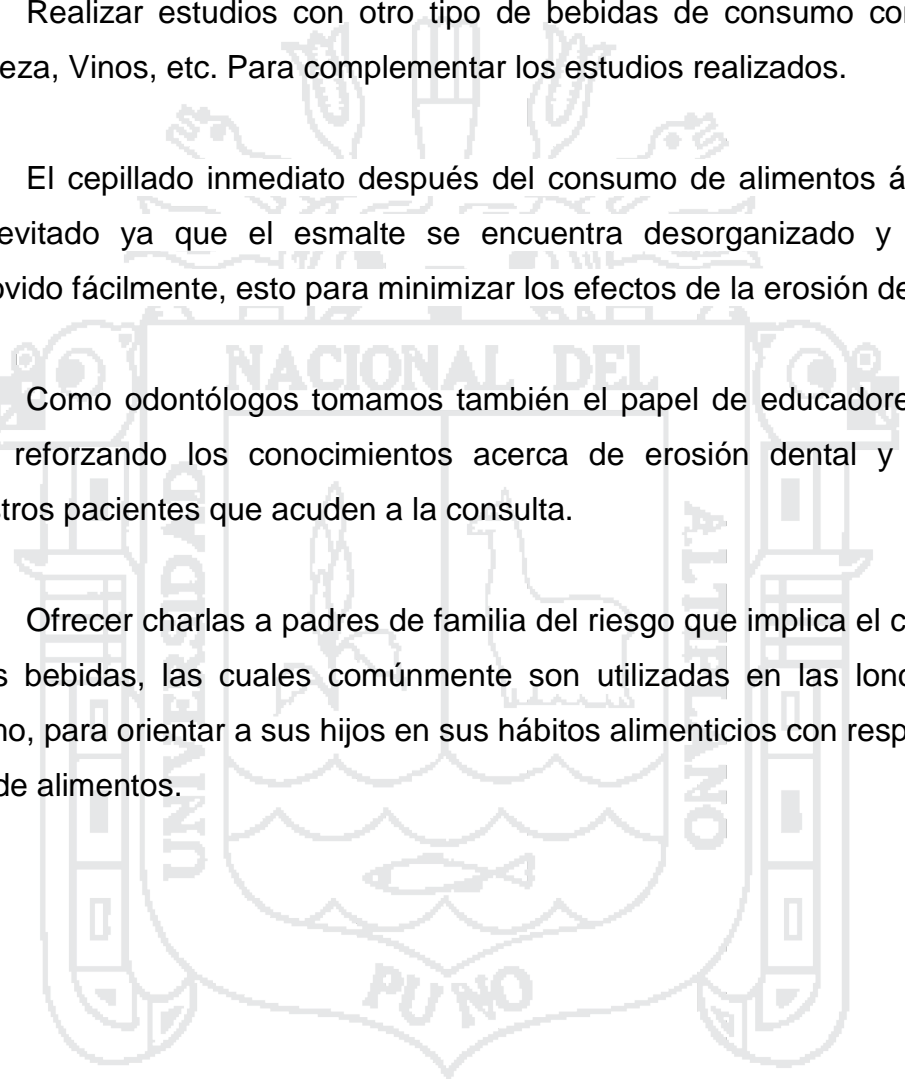 Realizar estudios con otro tipo de bebidas de consumo con
eza, Vinos, etc. Para complementar los estudios realizados.
El cepillado inmediato después del consumo de alimentos á
evitado ya que el esmalte se encuentra desorganizado y
ovido fácilmente, esto para minimizar los efectos de la erosión de
Como odontólogos tomamos también el papel de educadore
reforzando los conocimientos acerca de erosión dental y
stros pacientes que acuden a la consulta.
Ofrecer charlas a padres de familia del riesgo que implica el c
s bebidas, las cuales comúnmente son utilizadas en las lonc
no, para orientar a sus hijos en sus hábitos alimenticios con resp
de alimentos.
UNIVERSIDAD
NACIONAL DEL
ALTIPLANO
PUNO